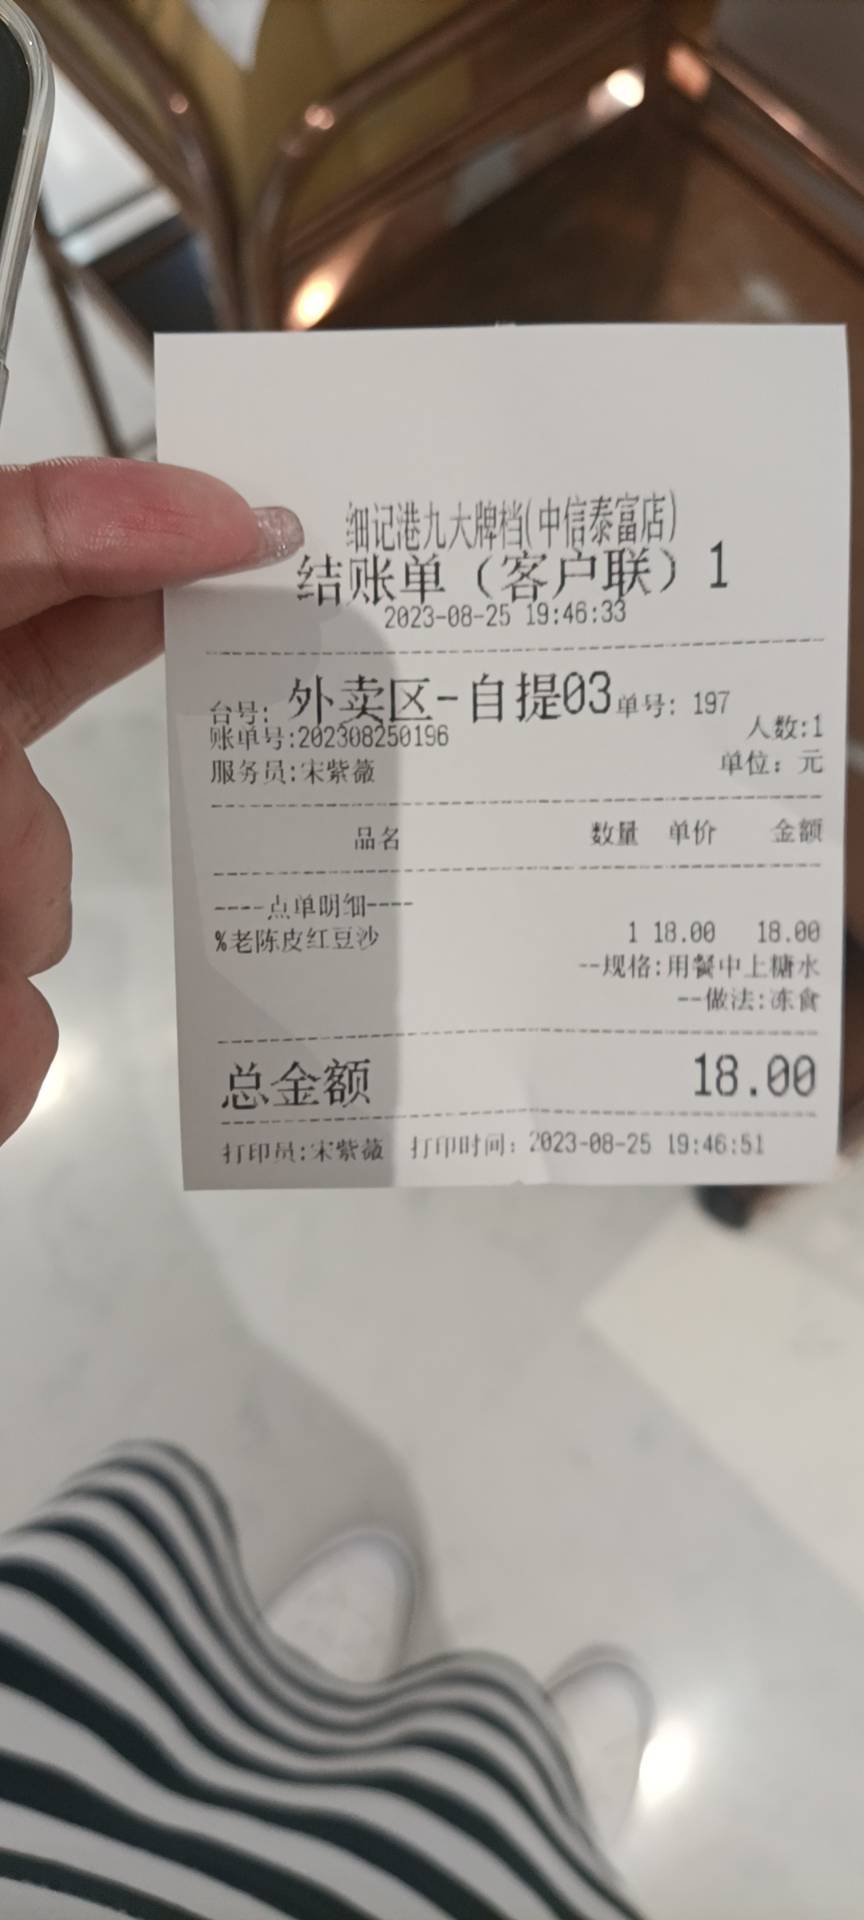 细记港九大牌档(中信泰富店)
结账单（客户联）1
2023-08-25 19:46:33
台号: 外卖区-自提03 单号: 197
账单号:202308250196 人数:1
服务员:宋紫薇 单位: 元
品名 数量 单价 金额
----点单明细----
%老陈皮红豆沙 1 18.00 18.00
--规格:用餐中上糖水
--做法:冻食
总金额 18.00
打印员:宋紫薇 打印时间: 2023-08-25 19:46:51